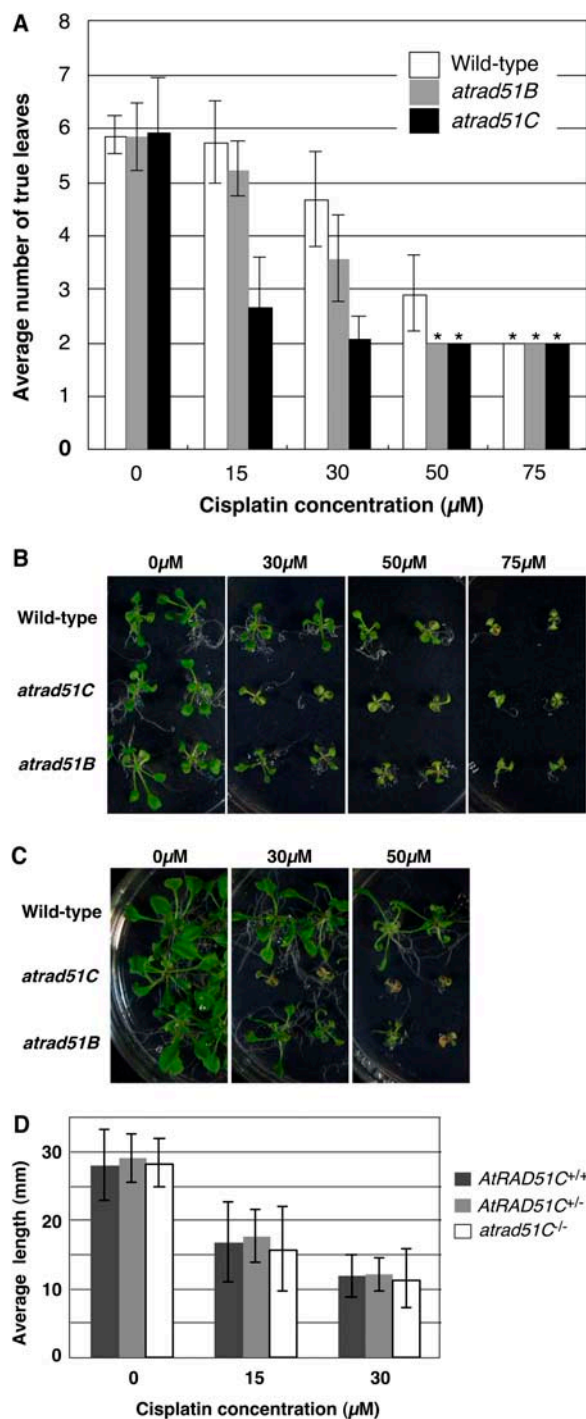 A
Average number of true leaves
8
7
6
5
4
3
2
1
0
Wild-type
atrad51B
atrad51C
* * * * *
0 15 30 50 75
Cisplatin concentration (µM)
B
0µM 30µM 50µM 75µM
Wild-type
atrad51C
atrad51B
C
0µM 30µM 50µM
Wild-type
atrad51C
atrad51B
D
Average length (mm)
30
20
10
0
AtRAD51C+/+
AtRAD51C+/-
atrad51C-/-
0 15 30
Cisplatin concentration (µM)